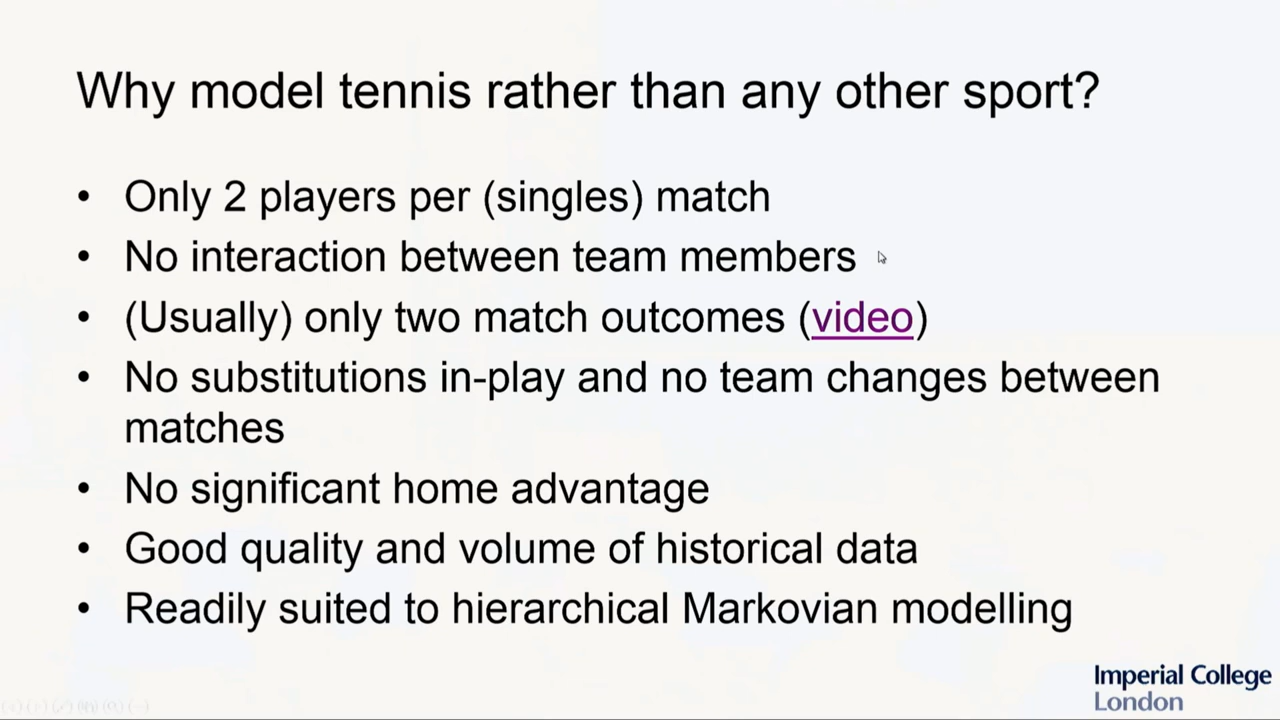 Why model tennis rather than any other sport?
• Only 2 players per (singles) match
• No interaction between team members
• (Usually) only two match outcomes (video)
• No substitutions in-play and no team changes between
matches
• No significant home advantage
• Good quality and volume of historical data
• Readily suited to hierarchical Markovian modelling
Imperial College
London